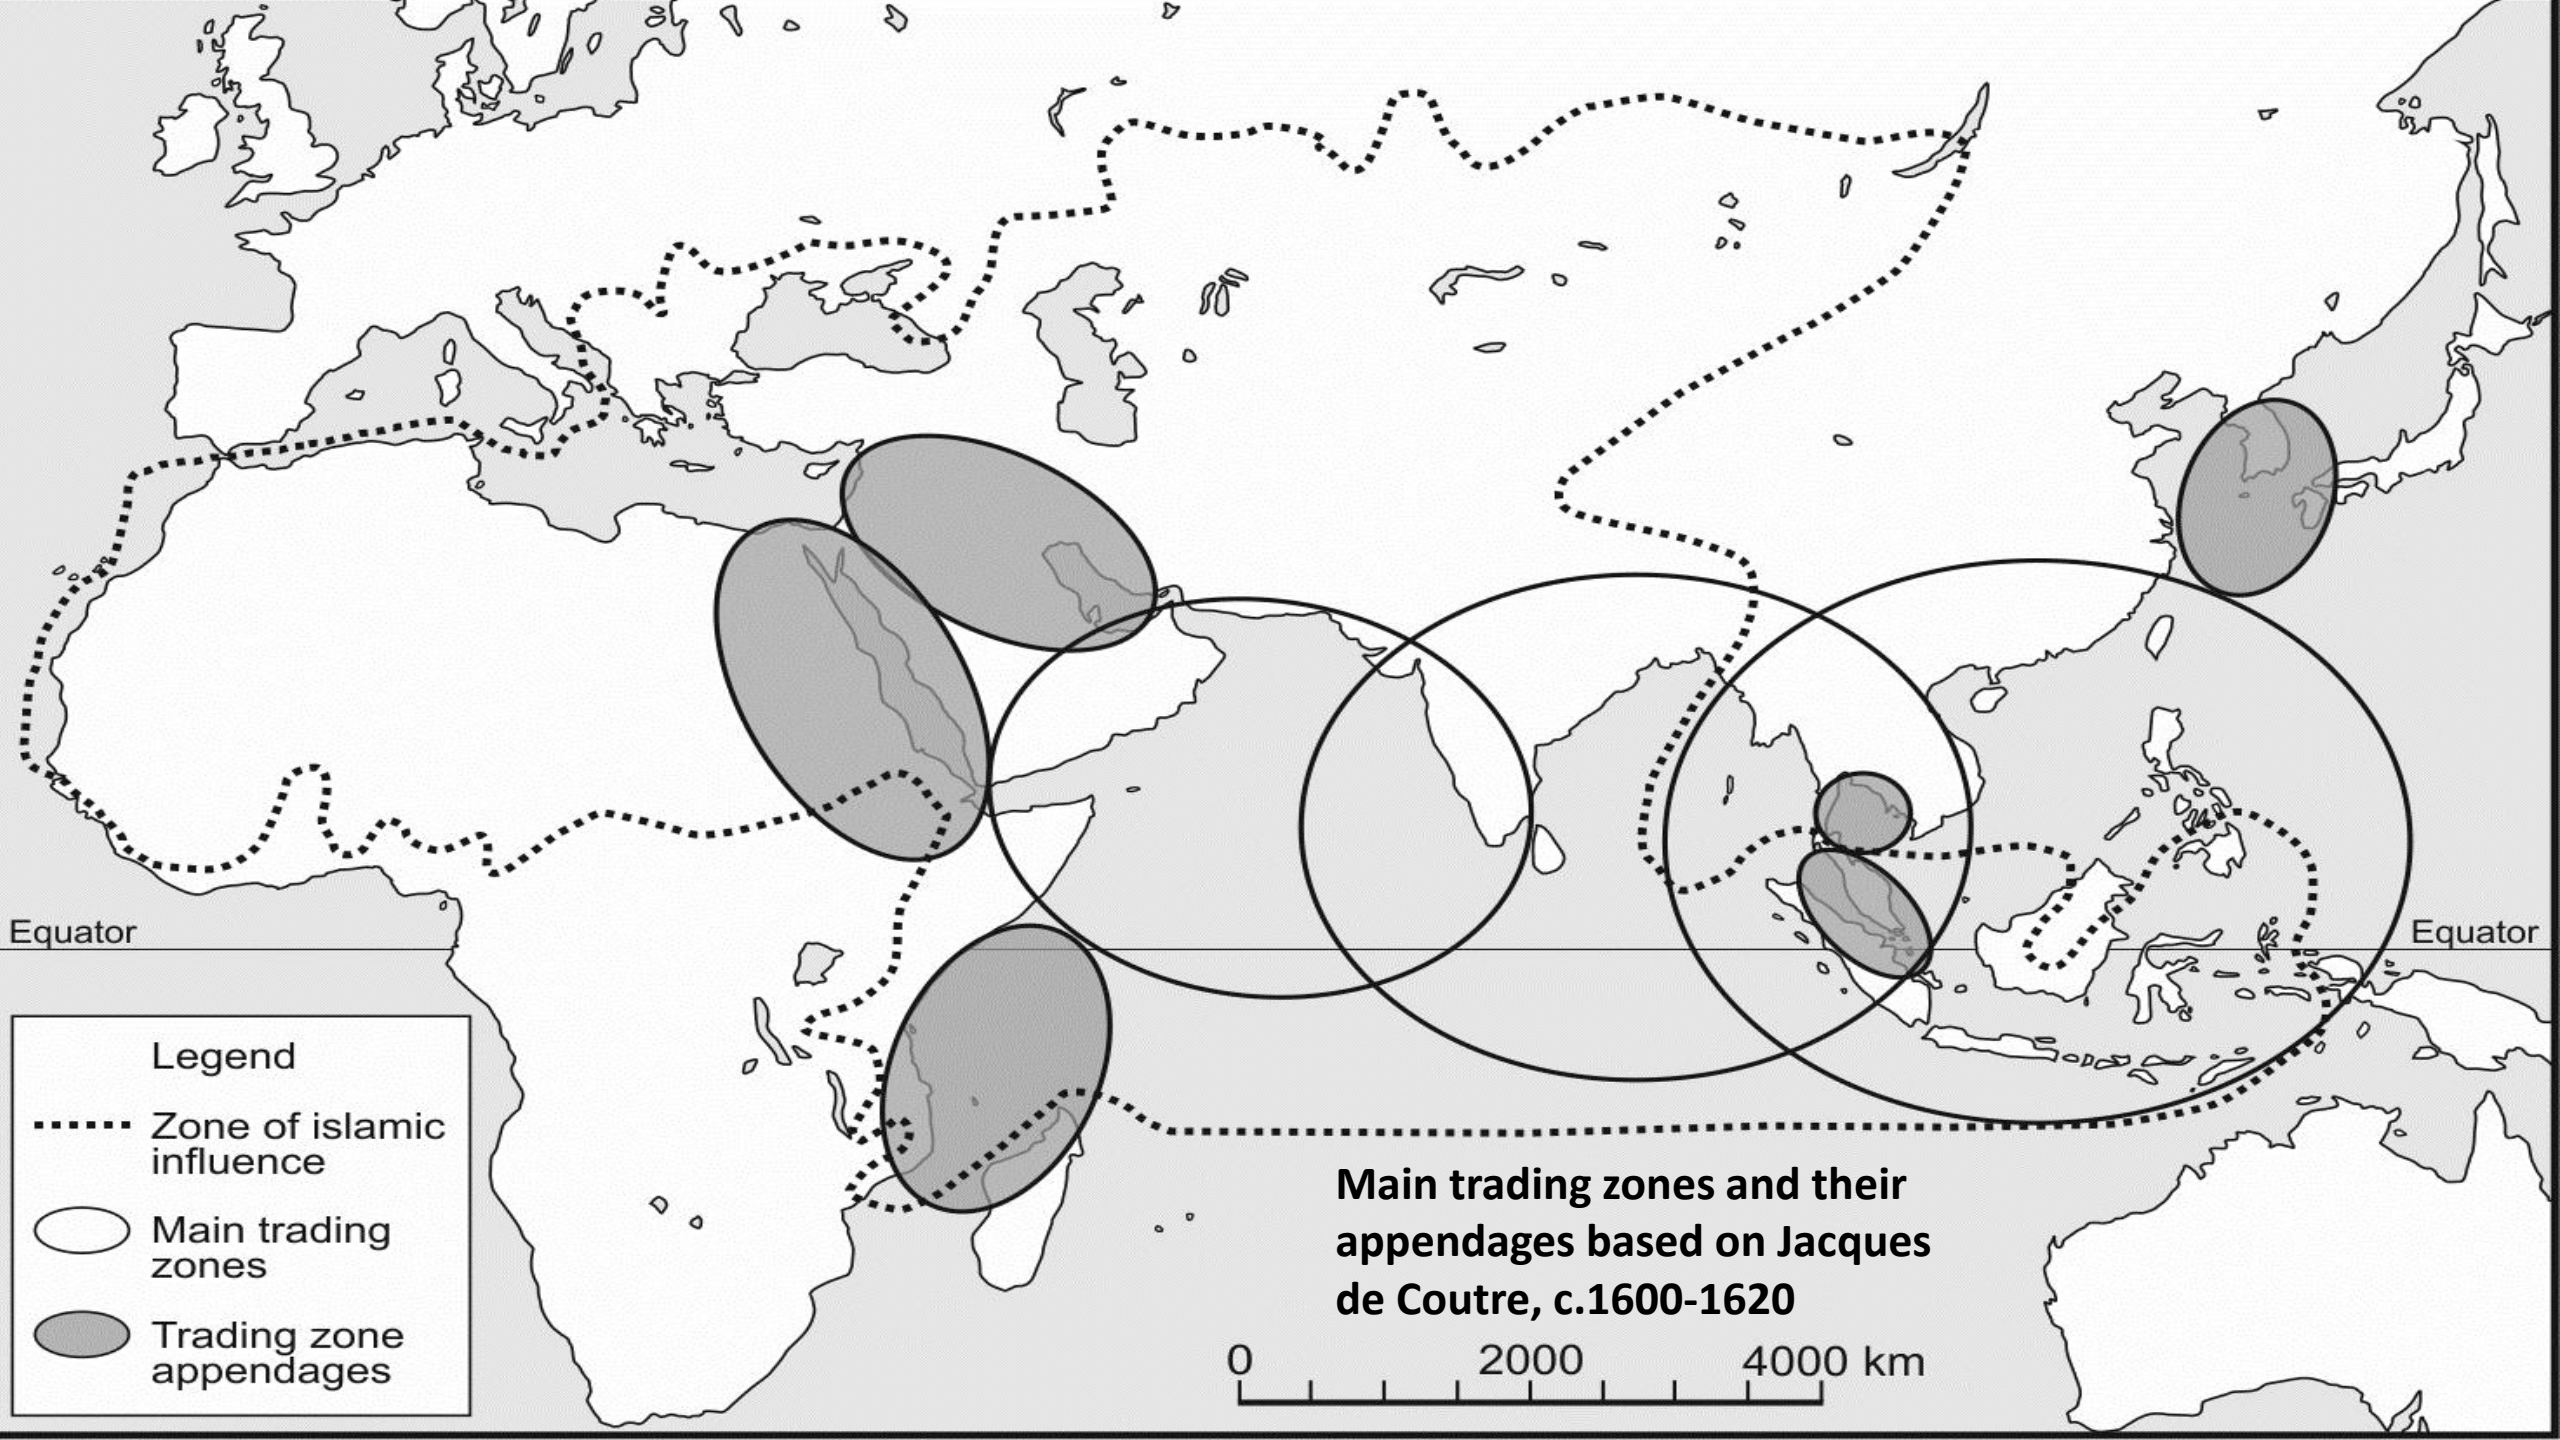 Equator
Equator
Legend
Zone of islamic
influence
Main trading
zones
Trading zone
appendages
Main trading zones and their
appendages based on Jacques
de Coutre, c.1600-1620
0 2000 4000 km